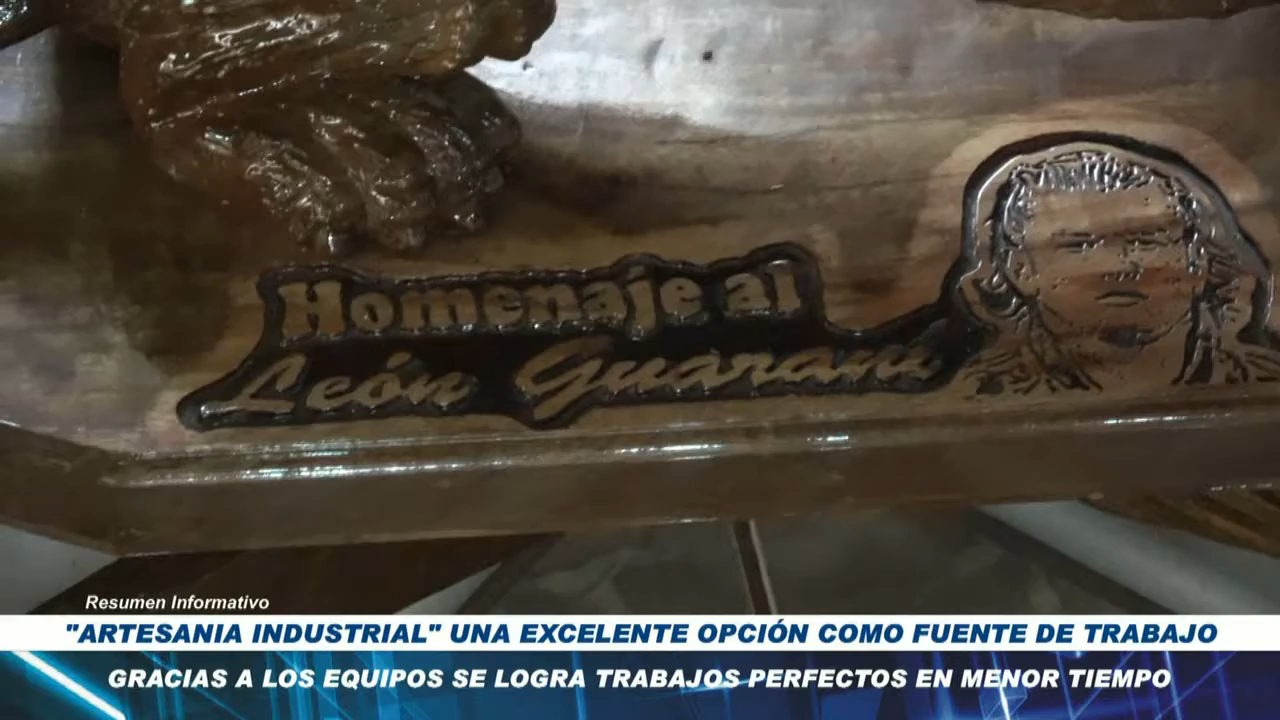 Homenaje al
León Guarani
Resumen Informativo
"ARTESANIA INDUSTRIAL" UNA EXCELENTE OPCIÓN COMO FUENTE DE TRABAJO
GRACIAS A LOS EQUIPOS SE LOGRA TRABAJOS PERFECTOS EN MENOR TIEMPO